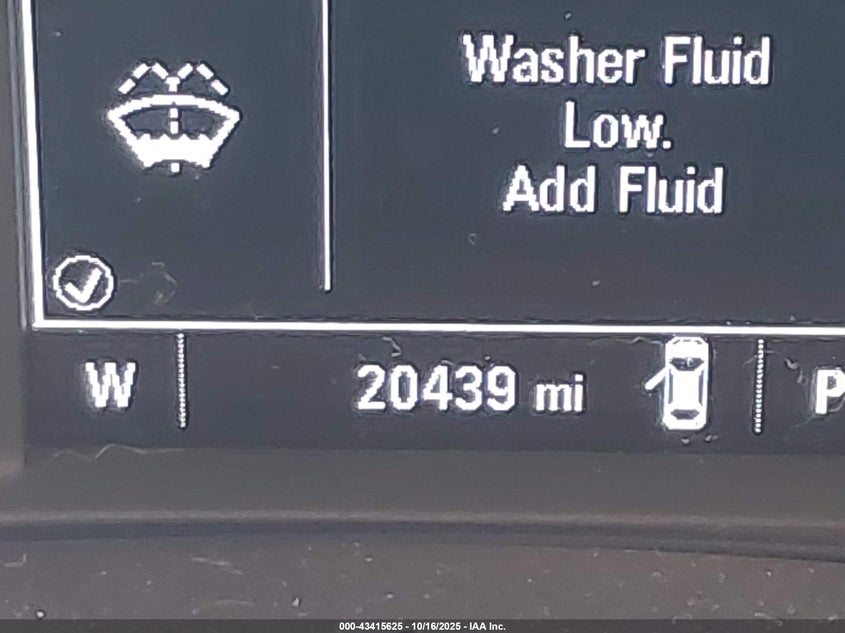 Washer Fluid
Low.
Add Fluid
W 20439 mi P
000-43415625 - 10/16/2025 - IAA Inc.